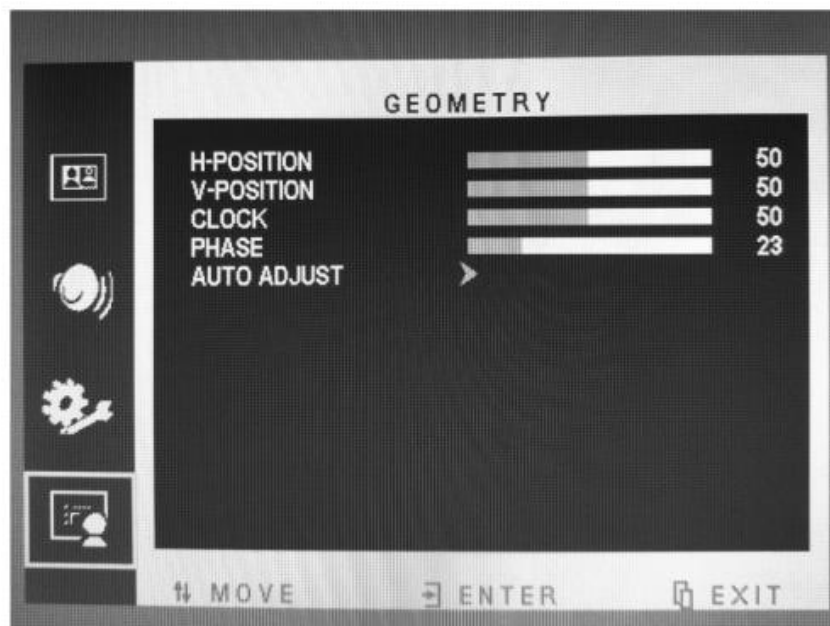 GEOMETRY
H-POSITION 50
V-POSITION 50
CLOCK 50
PHASE 23
AUTO ADJUST
MOVE ENTER EXIT